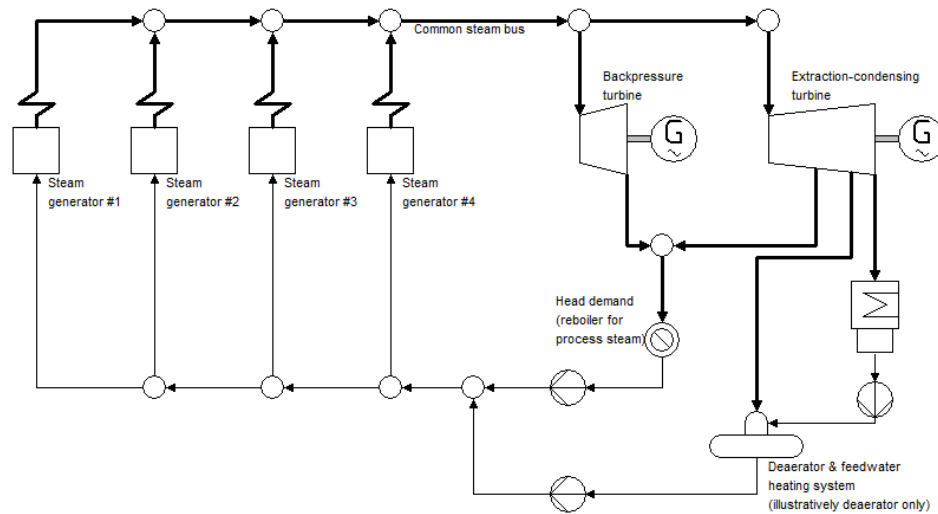 Common steam bus
Backpressure
turbine
Extraction-condensing
turbine
G
G
Steam
generator #1
Steam
generator #2
Steam
generator #3
Steam
generator #4
Head demand
(reboiler for
process steam)
Deaerator & feedwater
heating system
(illustratively deaerator only)